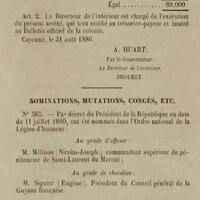 Égal..... 89,000
Art. 2. Le Directeur de l'intérieur est chargé de l'exécution
du présent arrêté, qui sera notifié au trésorier-payeur et inséré
au Bulletin officiel de la colonie.
Cayenne, le 31 août 1880.
A. HUART.
Par le Gouverneur:
Le Directeur de l'intérieur,
DROUHET.
NOMINATIONS, MUTATIONS, CONGÉS, ETC.
N° 585. — Par décret du Président de la République en date
du 11 juillet 1880, ont été nommés dans l'Ordre national de la
Légion d'honneur:
Au grade d'officier:
M. Mélinon (Nicolas-Joseph), commandant supérieur du pé-
nitencier de Saint-Laurent du Maroni;
Au grade de chevalier:
M. Siguier (Eugène), Président du Conseil général de la
Guyane française.